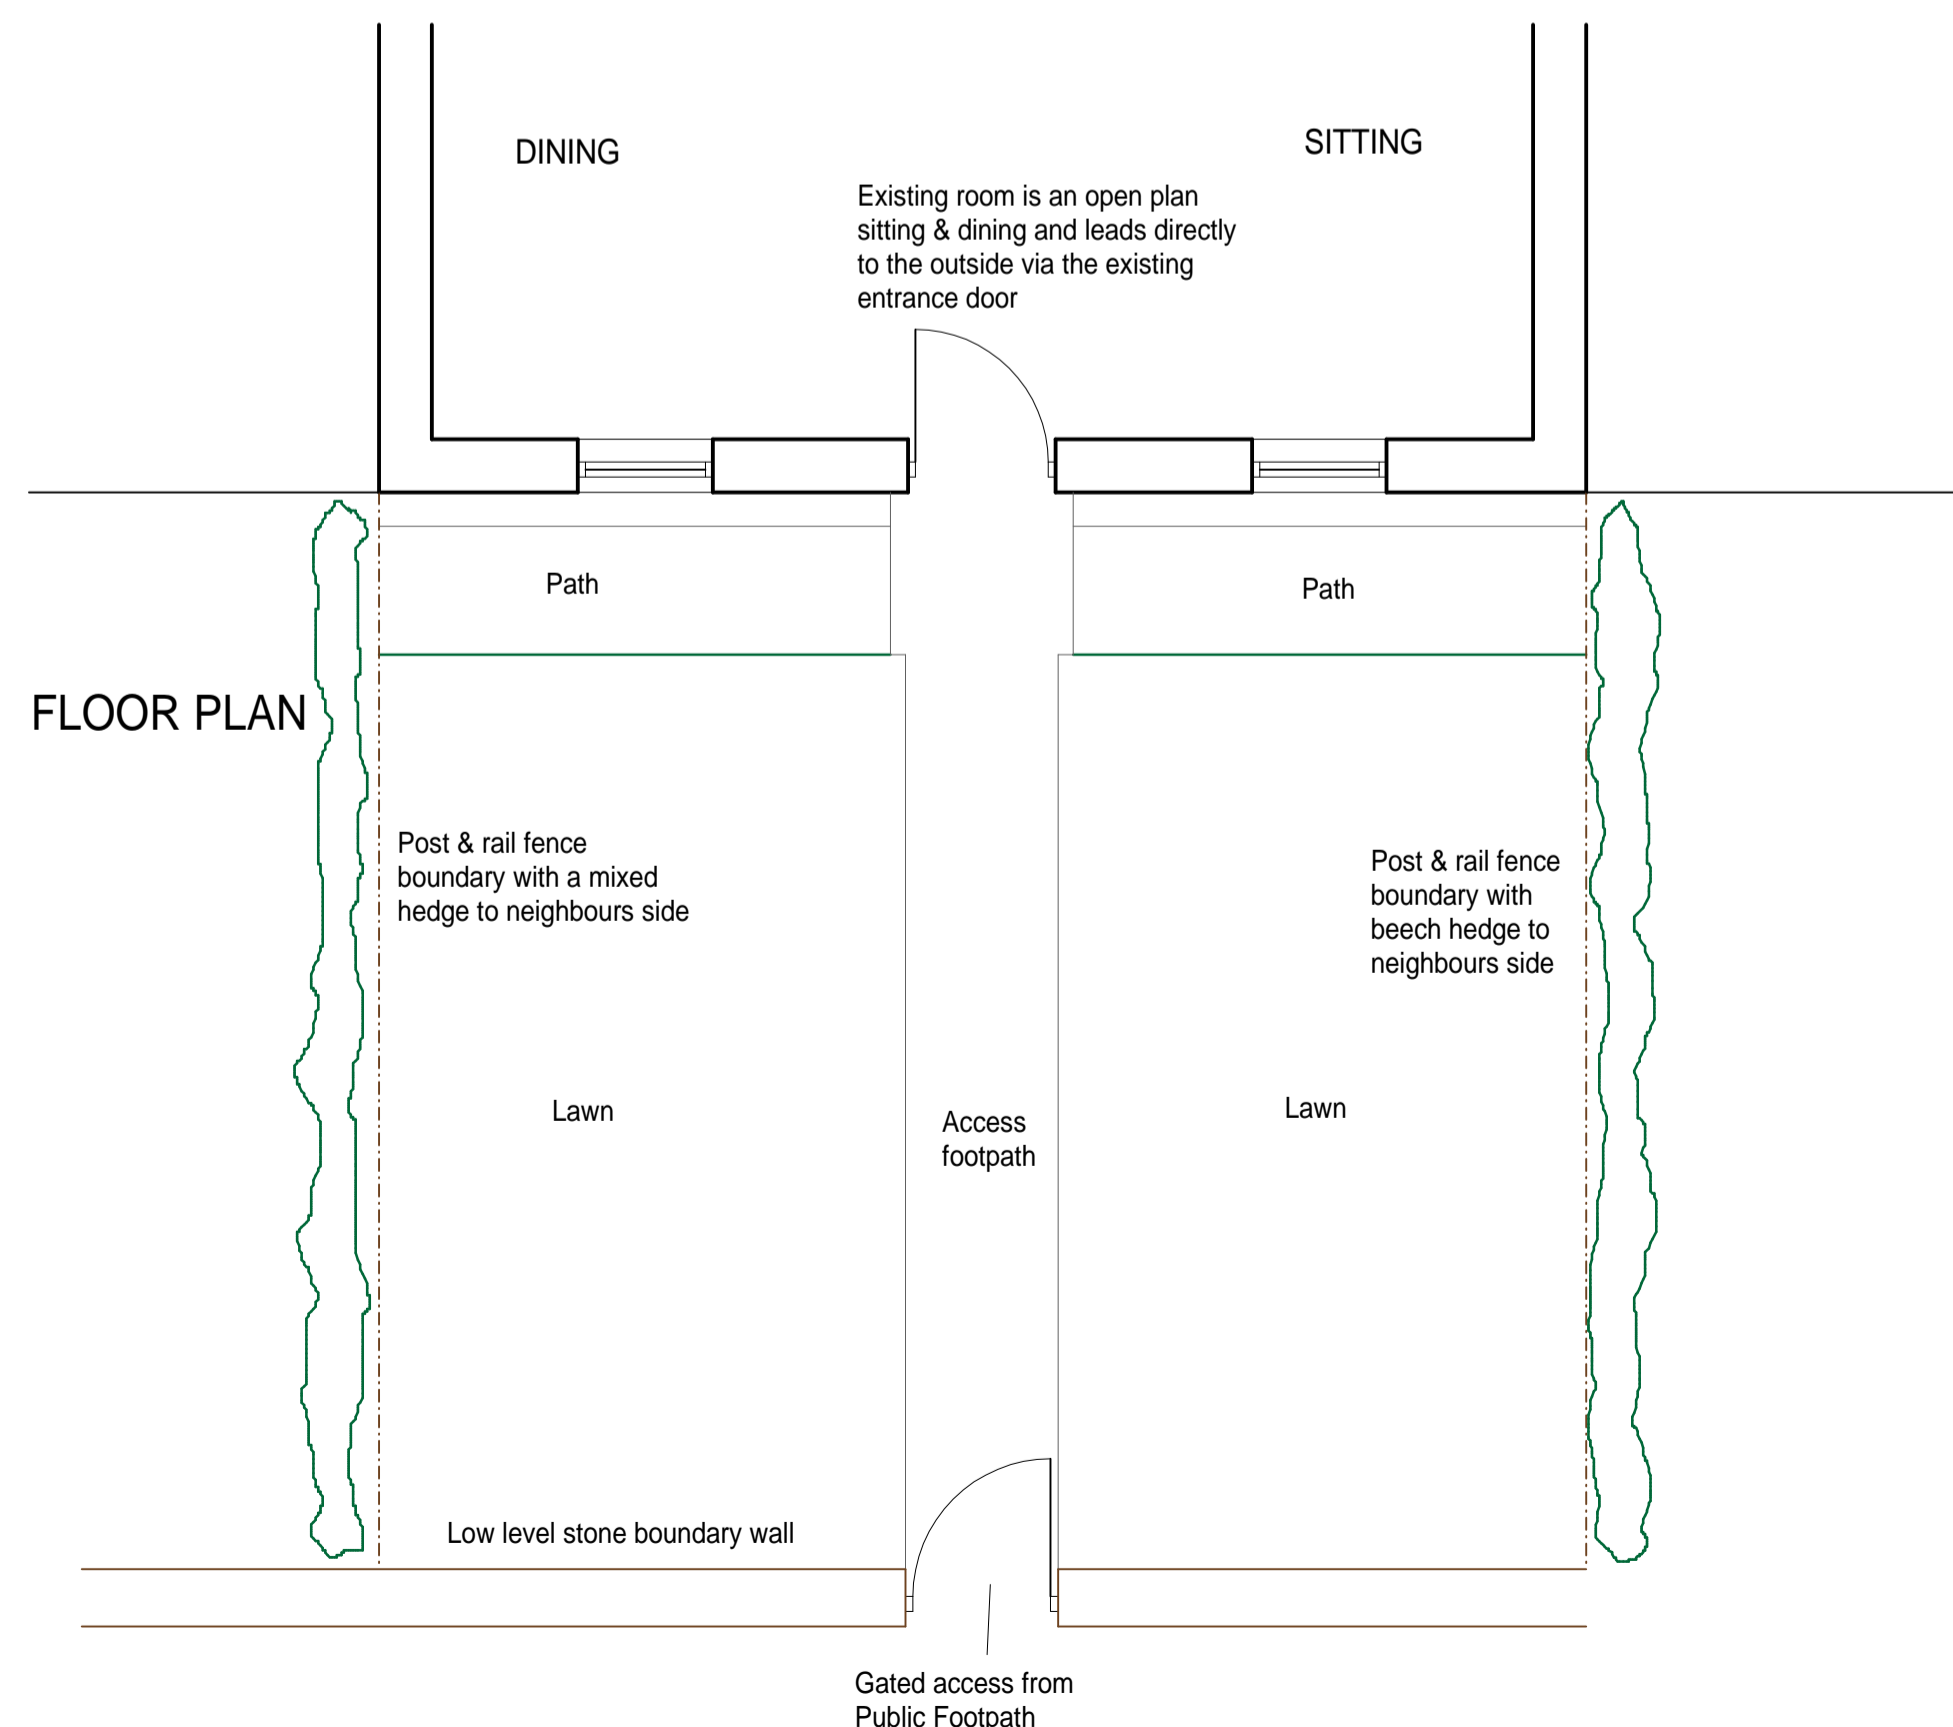 DINING
SITTING
Existing room is an open plan
sitting & dining and leads directly
to the outside via the existing
entrance door
Path
Path
FLOOR PLAN
Post & rail fence
boundary with a mixed
hedge to neighbours side
Post & rail fence
boundary with
beech hedge to
neighbours side
Lawn
Access
footpath
Lawn
Low level stone boundary wall
Gated access from
Public Footpath